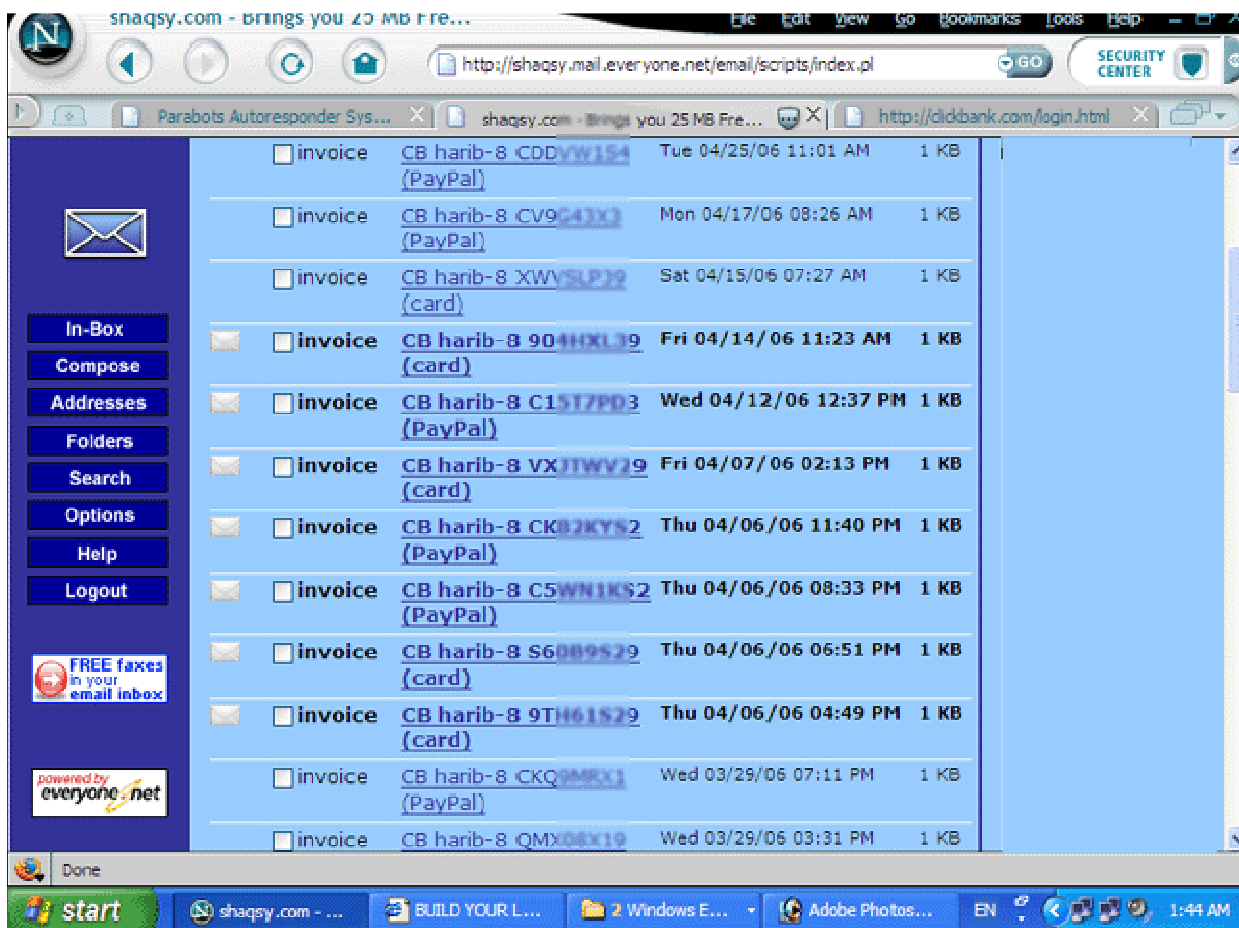 shaqsy.com - Brings you 25 MB Fre...
File Edit View Go Bookmarks Tools Help
N
http://shaqsy.mail.everyone.net/email/scripts/index.pl
GO
SECURITY CENTER
Parabots Autoresponder Sys...
shaqsy.com - Brings you 25 MB Fre...
http://clickbank.com/login.html
invoice CB harib-8 Tue 04/25/06 11:01 AM 1 KB
(PayPal)
invoice CB harib-8 Mon 04/17/06 08:26 AM 1 KB
(PayPal)
invoice CB harib-8 Sat 04/15/06 07:27 AM 1 KB
(card)
invoice CB harib-8 Fri 04/14/06 11:23 AM 1 KB
(card)
invoice CB harib-8 Wed 04/12/06 12:37 PM 1 KB
(PayPal)
invoice CB harib-8 Fri 04/07/06 02:13 PM 1 KB
(card)
invoice CB harib-8 Thu 04/06/06 11:40 PM 1 KB
(PayPal)
invoice CB harib-8 Thu 04/06/06 08:33 PM 1 KB
(PayPal)
invoice CB harib-8 Thu 04/06/06 06:51 PM 1 KB
(card)
invoice CB harib-8 Thu 04/06/06 04:49 PM 1 KB
(card)
invoice CB harib-8 Wed 03/29/06 07:11 PM 1 KB
(PayPal)
invoice CB harib-8 Wed 03/29/06 03:31 PM 1 KB
In-Box
Compose
Addresses
Folders
Search
Options
Help
Logout
FREE faxes
in your
email inbox
powered by
everyone.net
Done
start
shaqsy.com - ...
BUILD YOUR L...
2 Windows E...
Adobe Photos...
EN
1:44 AM